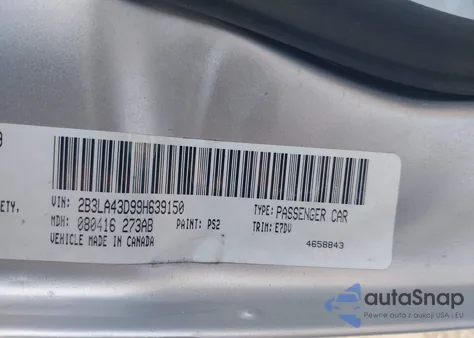 ETY,
VIN: 2B3LA43D99H639150
TYPE: PASSENGER CAR
MDH: 080416 273AB
PAINT: PS2
TRIM: E7DV
VEHICLE MADE IN CANADA
4658843
autoSnap
Pewne auta z aukcji USA i EU